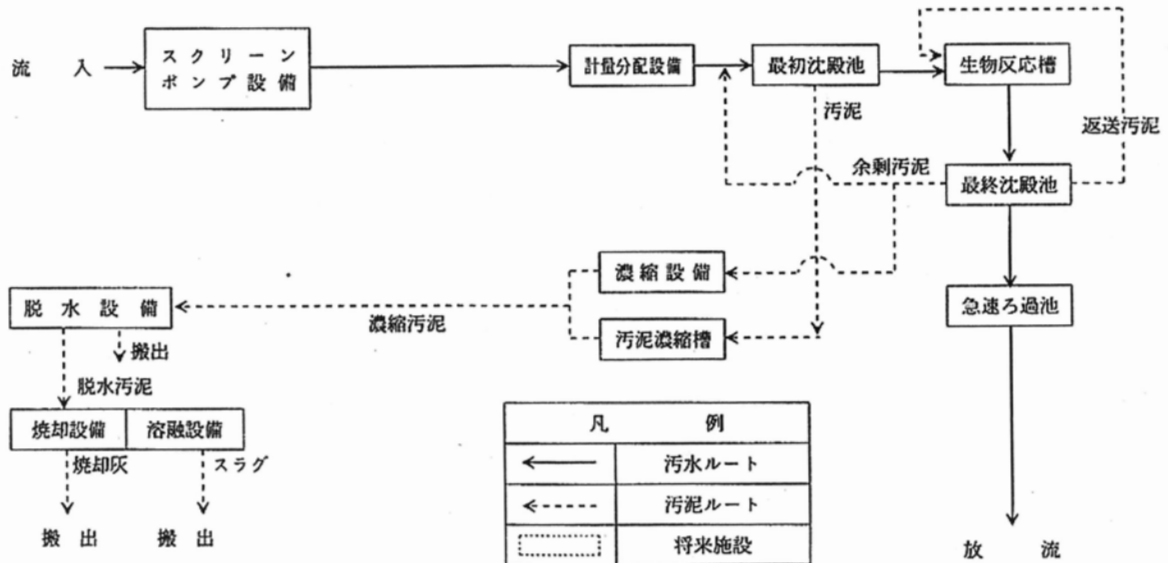 流入
スクリーン
ポンプ設備
計量分配設備
最初沈殿池
生物反応槽
汚泥
返送汚泥
余剰汚泥
最終沈殿池
濃縮設備
脱水設備
濃縮汚泥
汚泥濃縮槽
急速ろ過池
搬出
脱水汚泥
焼却設備
溶融設備
焼却灰
スラグ
搬出
搬出
凡例
汚水ルート
汚泥ルート
将来施設
放流